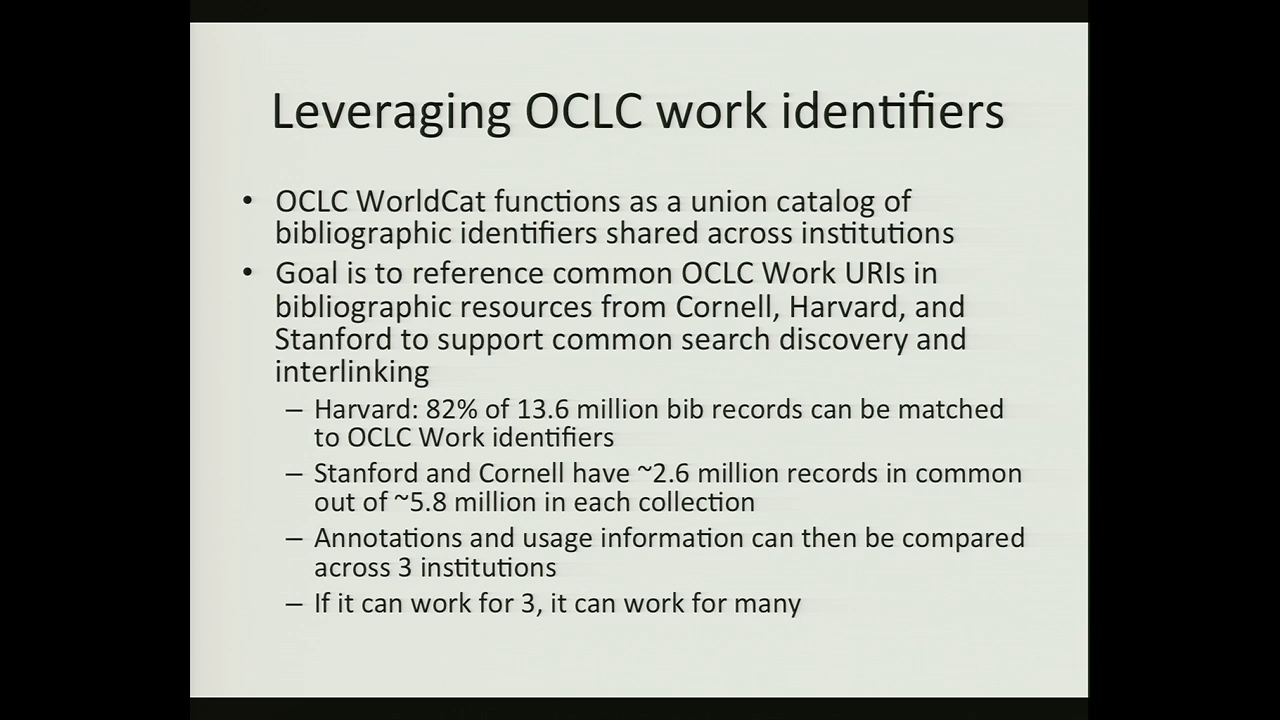 Leveraging OCLC work identifiers
• OCLC WorldCat functions as a union catalog of
bibliographic identifiers shared across institutions
• Goal is to reference common OCLC Work URIs in
bibliographic resources from Cornell, Harvard, and
Stanford to support common search discovery and
interlinking
– Harvard: 82% of 13.6 million bib records can be matched
to OCLC Work identifiers
– Stanford and Cornell have ~2.6 million records in common
out of ~5.8 million in each collection
– Annotations and usage information can then be compared
across 3 institutions
– If it can work for 3, it can work for many